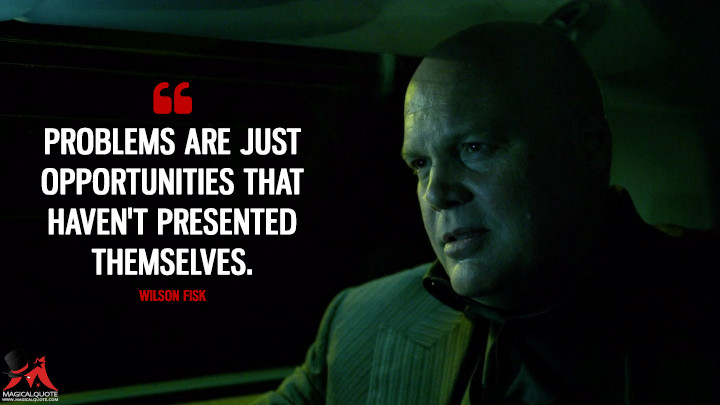 “
PROBLEMS ARE JUST
OPPORTUNITIES THAT
HAVEN'T PRESENTED
THEMSELVES.
WILSON FISK
MAGICALQUOTE
WWW.MAGICALQUOTE.COM